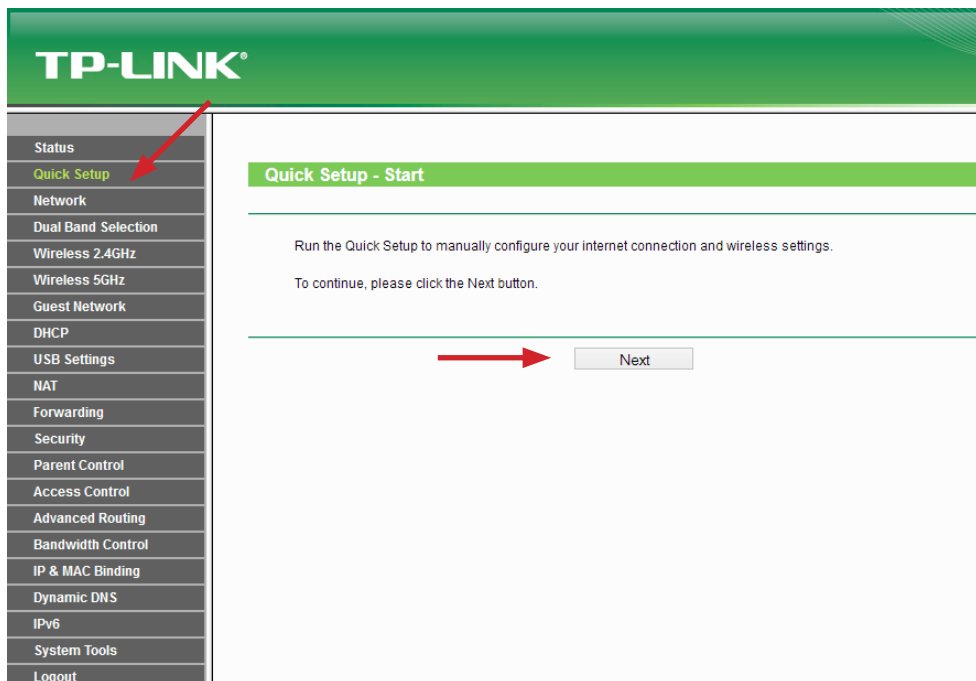 TP-LINK®
Status
Quick Setup
Network
Dual Band Selection
Wireless 2.4GHz
Wireless 5GHz
Guest Network
DHCP
USB Settings
NAT
Forwarding
Security
Parent Control
Access Control
Advanced Routing
Bandwidth Control
IP & MAC Binding
Dynamic DNS
IPv6
System Tools
Logout
Quick Setup - Start
Run the Quick Setup to manually configure your internet connection and wireless settings.
To continue, please click the Next button.
Next